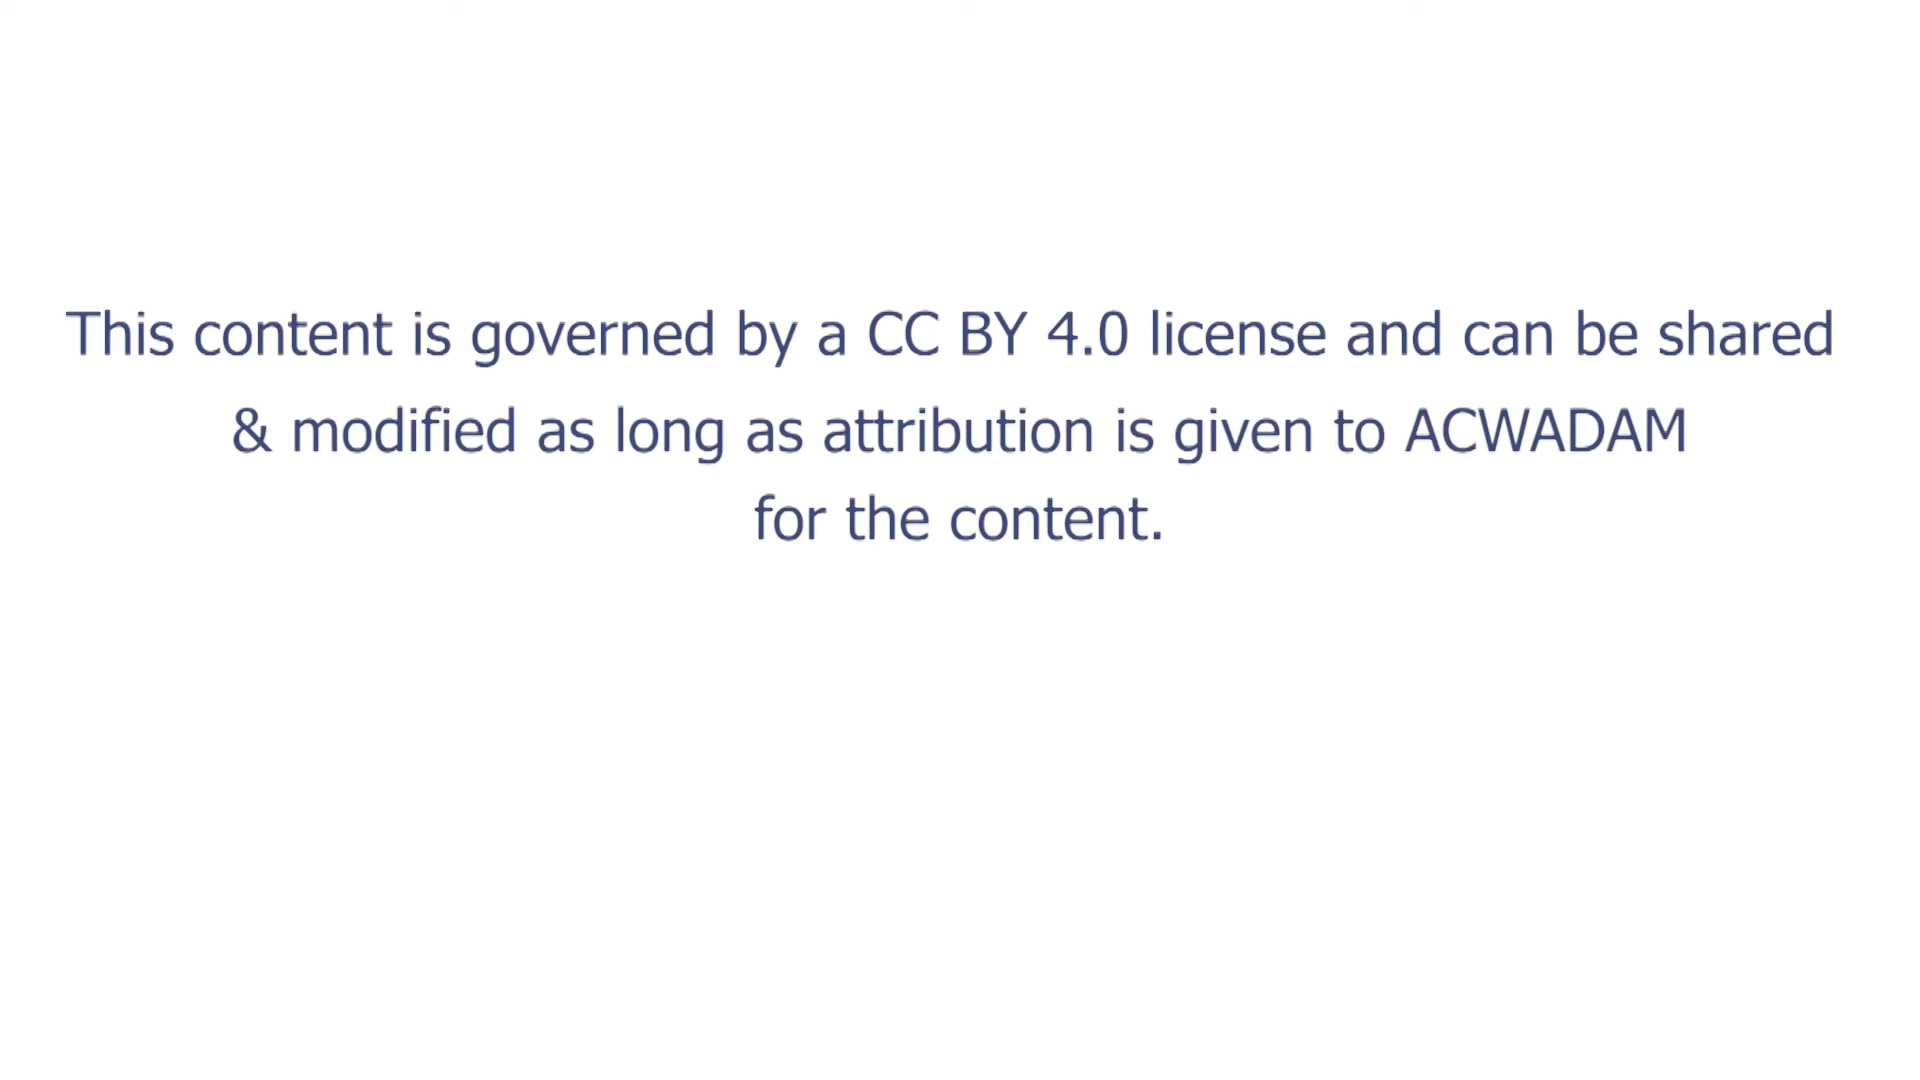 This content is governed by a CC BY 4.0 license and can be shared
& modified as long as attribution is given to ACWADAM
for the content.